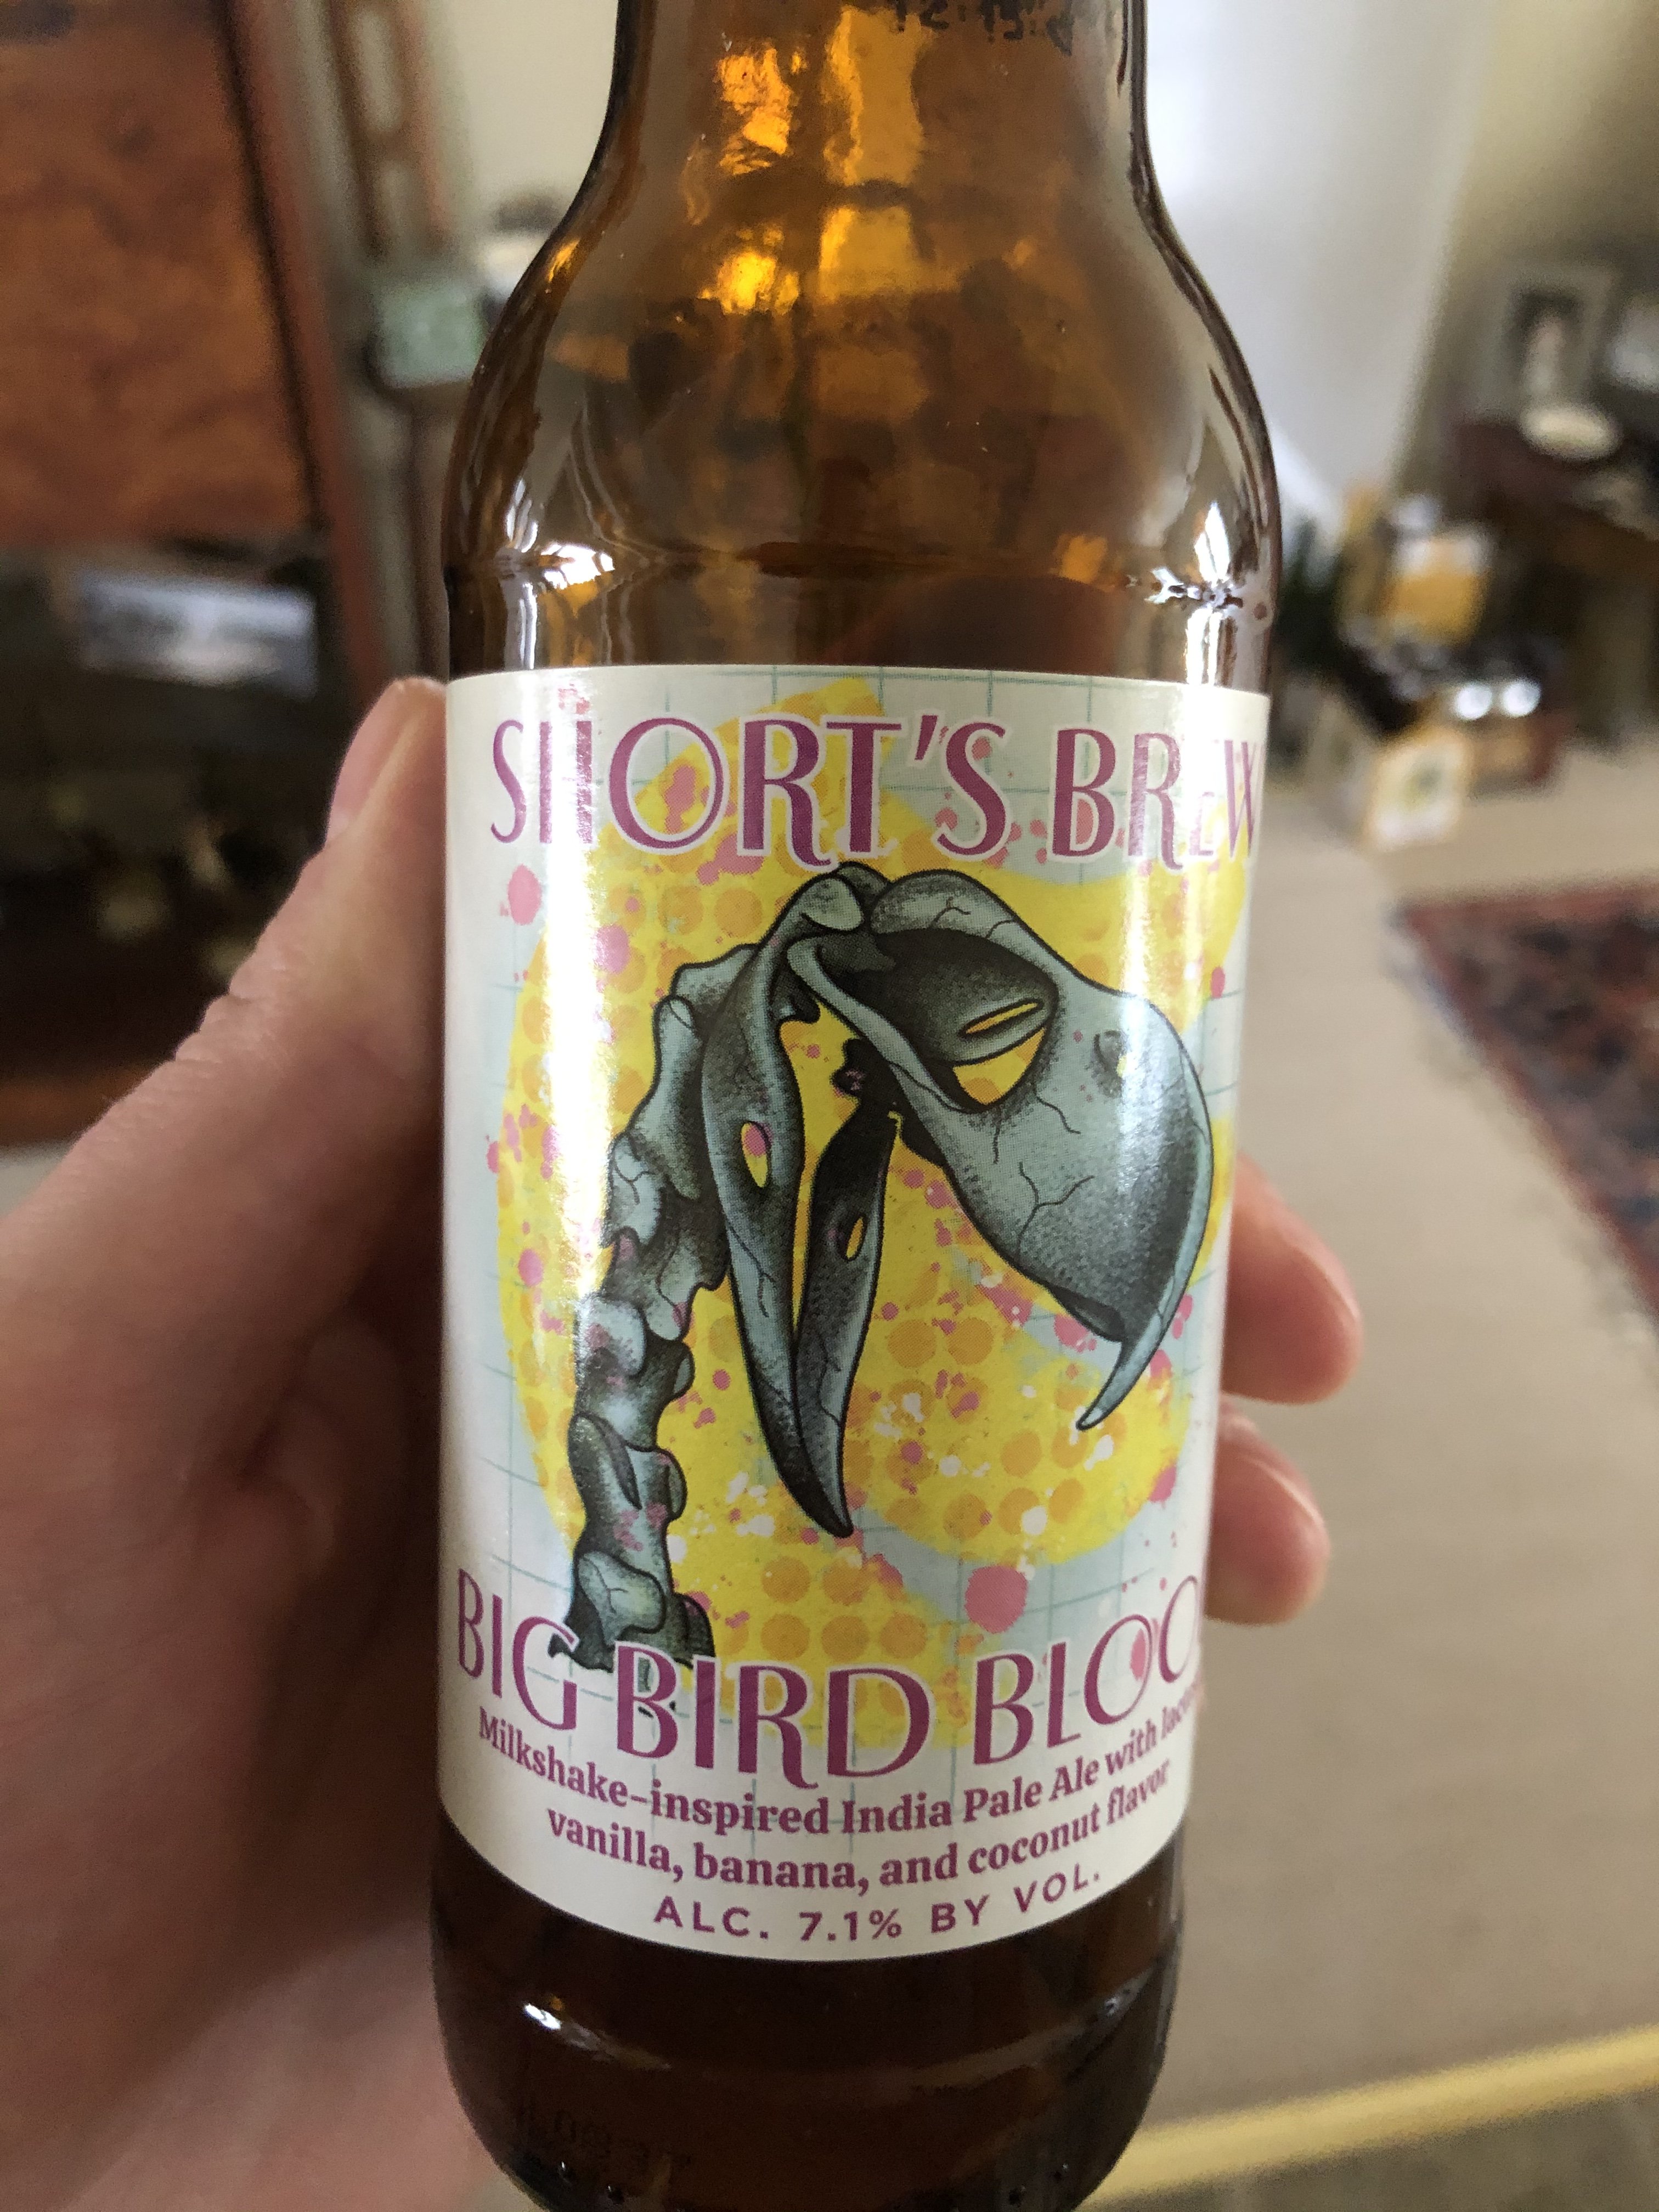 SHORT'S BREW
BIG BIRD BLOO
Milkshake-inspired India Pale Ale with
vanilla, banana, and coconut flavor
ALC. 7.1% BY VOL.